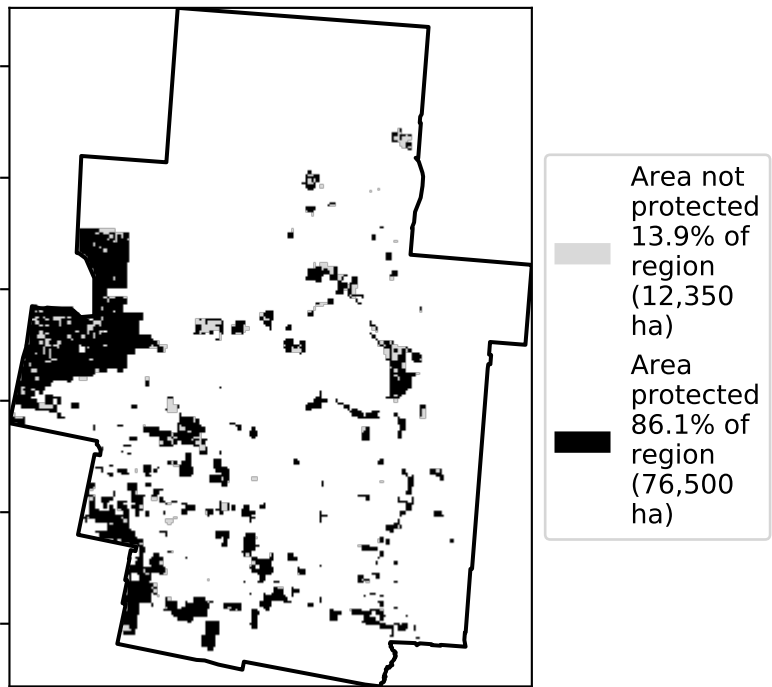 Area not
protected
13.9% of
region
(12,350
ha)
Area
protected
86.1% of
region
(76,500
ha)